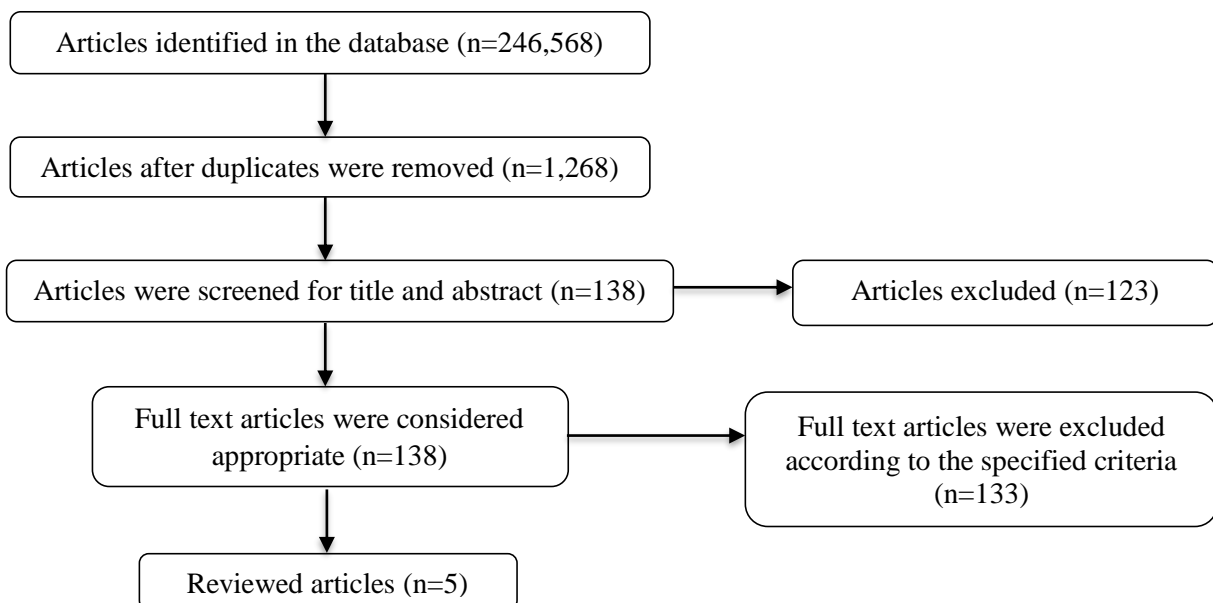 Articles identified in the database (n=246,568)
Articles after duplicates were removed (n=1,268)
Articles were screened for title and abstract (n=138)
Articles excluded (n=123)
Full text articles were considered
appropriate (n=138)
Full text articles were excluded
according to the specified criteria
(n=133)
Reviewed articles (n=5)